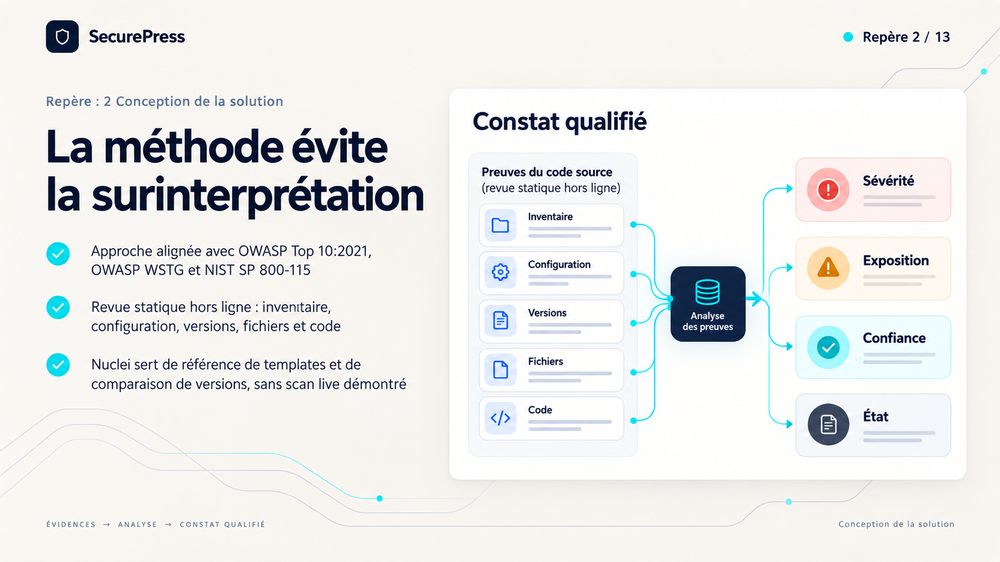 SecurePress
Repère 2 / 13
Repère : 2 Conception de la solution
La méthode évite
la surinterprétation
Approche alignée avec OWASP Top 10:2021,
OWASP WSTG et NIST SP 800-115
Revue statique hors ligne : inventaire,
configuration, versions, fichiers et code
Nuclei sert de référence de templates et de
comparaison de versions, sans scan live démontré
Constat qualifié
Preuves du code source
(revue statique hors ligne)
Inventaire
Configuration
Versions
Fichiers
Code
Analyse
des preuves
Sévérité
Exposition
Confiance
État
ÉVIDENCES → ANALYSE → CONSTAT QUALIFIÉ
Conception de la solution